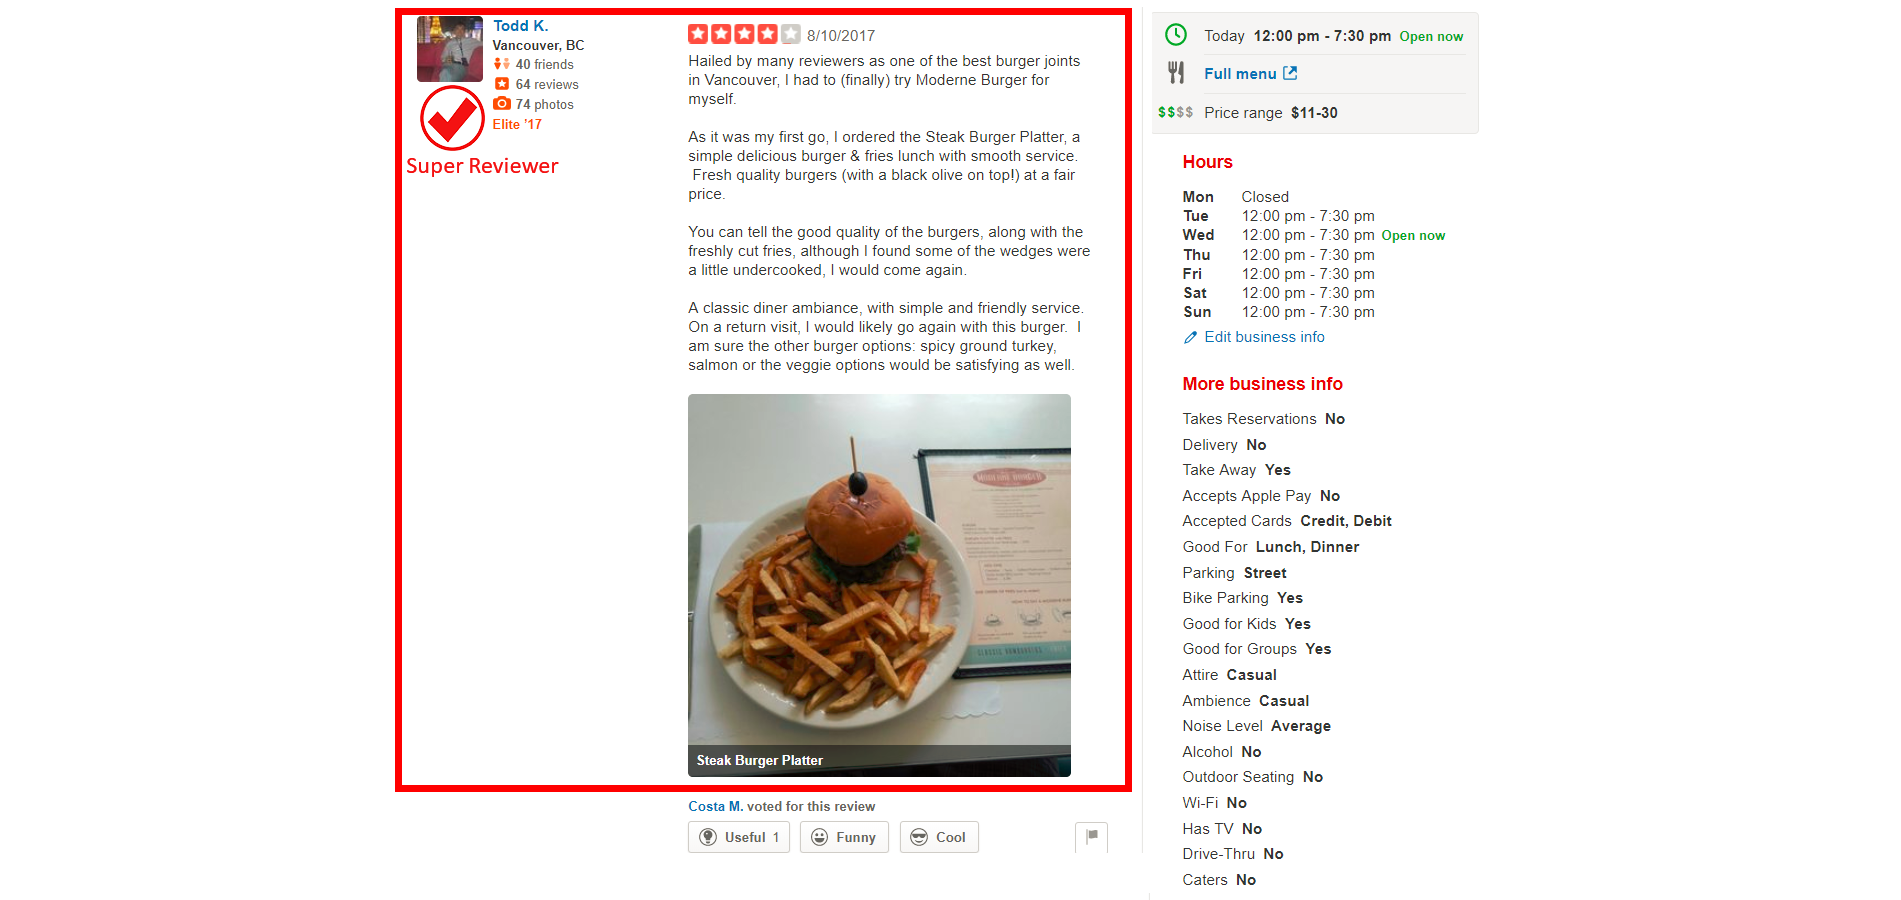 Todd K.
Vancouver, BC
40 friends
64 reviews
74 photos
Elite ’17
Super Reviewer
8/10/2017
Hailed by many reviewers as one of the best burger joints
in Vancouver, I had to (finally) try Moderne Burger for
myself.
As it was my first go, I ordered the Steak Burger Platter, a
simple delicious burger & fries lunch with smooth service.
Fresh quality burgers (with a black olive on top!) at a fair
price.
You can tell the good quality of the burgers, along with the
freshly cut fries, although I found some of the wedges were
a little undercooked, I would come again.
A classic diner ambiance, with simple and friendly service.
On a return visit, I would likely go again with this burger.  I
am sure the other burger options: spicy ground turkey,
salmon or the veggie options would be satisfying as well.
MODERNE BURGER
CLASSIC HAMBURGERS
Steak Burger Platter
Costa M. voted for this review
Useful 1
Funny
Cool
Today 12:00 pm - 7:30 pm Open now
Full menu
$$$$ Price range $11-30
Hours
Mon Closed
Tue 12:00 pm - 7:30 pm
Wed 12:00 pm - 7:30 pm Open now
Thu 12:00 pm - 7:30 pm
Fri 12:00 pm - 7:30 pm
Sat 12:00 pm - 7:30 pm
Sun 12:00 pm - 7:30 pm
Edit business info
More business info
Takes Reservations No
Delivery No
Take Away Yes
Accepts Apple Pay No
Accepted Cards Credit, Debit
Good For Lunch, Dinner
Parking Street
Bike Parking Yes
Good for Kids Yes
Good for Groups Yes
Attire Casual
Ambience Casual
Noise Level Average
Alcohol No
Outdoor Seating No
Wi-Fi No
Has TV No
Drive-Thru No
Caters No